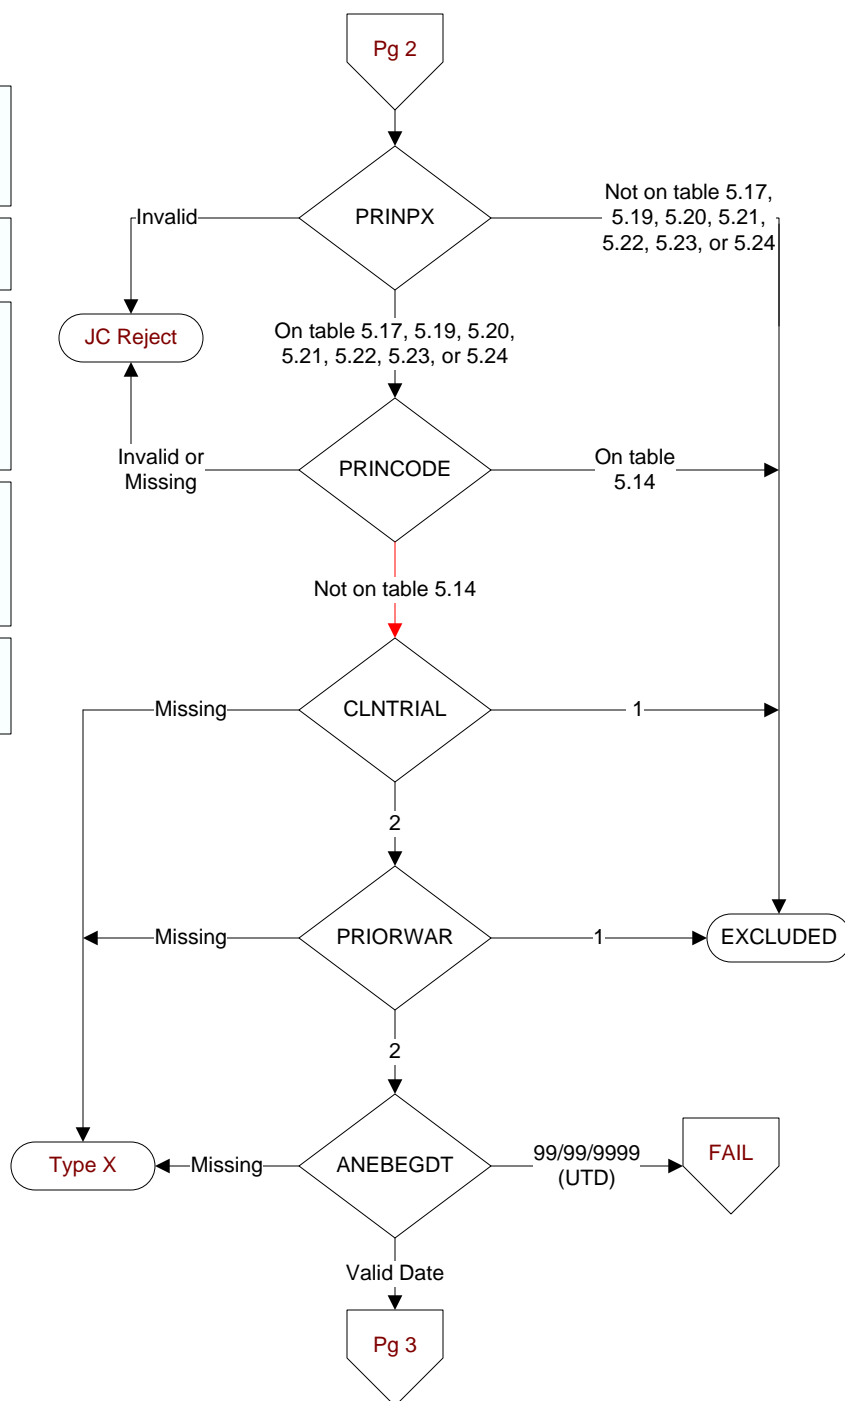 Pg 2
PRINPX
Invalid
Not on table 5.17,
5.19, 5.20, 5.21,
5.22, 5.23, or 5.24
JC Reject
On table 5.17, 5.19, 5.20,
5.21, 5.22, 5.23, or 5.24
PRINCODE
Invalid or
Missing
On table
5.14
Not on table 5.14
CLNTRIAL
Missing
1
2
PRIORWAR
Missing
1
EXCLUDED
2
ANEBEGDT
Type X
Missing
99/99/9999
(UTD)
FAIL
Valid Date
Pg 3